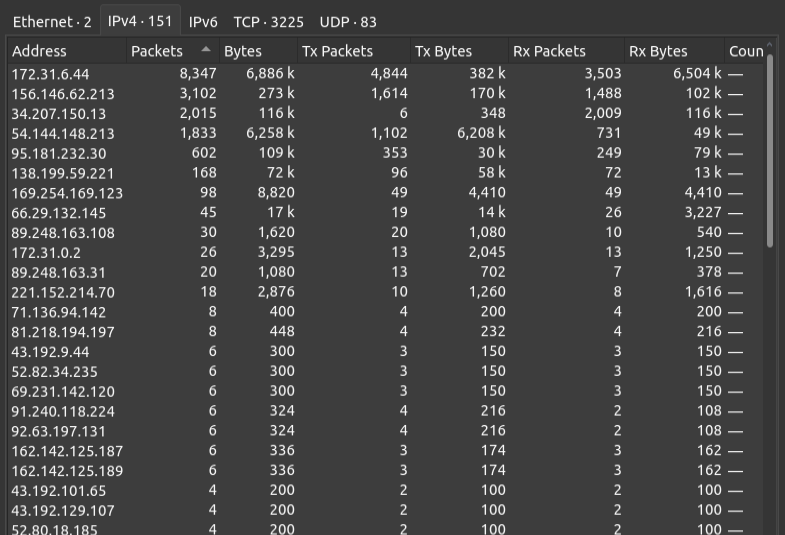 Ethernet · 2 IPv4 · 151 IPv6 TCP · 3225 UDP · 83
Address Packets Bytes Tx Packets Tx Bytes Rx Packets Rx Bytes Coun
172.31.6.44 8,347 6,886 k 4,844 382 k 3,503 6,504 k —
156.146.62.213 3,102 273 k 1,614 170 k 1,488 102 k —
34.207.150.13 2,015 116 k 6 348 2,009 116 k —
54.144.148.213 1,833 6,258 k 1,102 6,208 k 731 49 k —
95.181.232.30 602 109 k 353 30 k 249 79 k —
138.199.59.221 168 72 k 96 58 k 72 13 k —
169.254.169.123 98 8,820 49 4,410 49 4,410 —
66.29.132.145 45 17 k 19 14 k 26 3,227 —
89.248.163.108 30 1,620 20 1,080 10 540 —
172.31.0.2 26 3,295 13 2,045 13 1,250 —
89.248.163.31 20 1,080 13 702 7 378 —
221.152.214.70 18 2,876 10 1,260 8 1,616 —
71.136.94.142 8 400 4 200 4 200 —
81.218.194.197 8 448 4 232 4 216 —
43.192.9.44 6 300 3 150 3 150 —
52.82.34.235 6 300 3 150 3 150 —
69.231.142.120 6 300 3 150 3 150 —
91.240.118.224 6 324 4 216 2 108 —
92.63.197.131 6 324 4 216 2 108 —
162.142.125.187 6 336 3 174 3 162 —
162.142.125.189 6 336 3 174 3 162 —
43.192.101.65 4 200 2 100 2 100 —
43.192.129.107 4 200 2 100 2 100 —
52.80.18.185 4 200 2 100 2 100 —